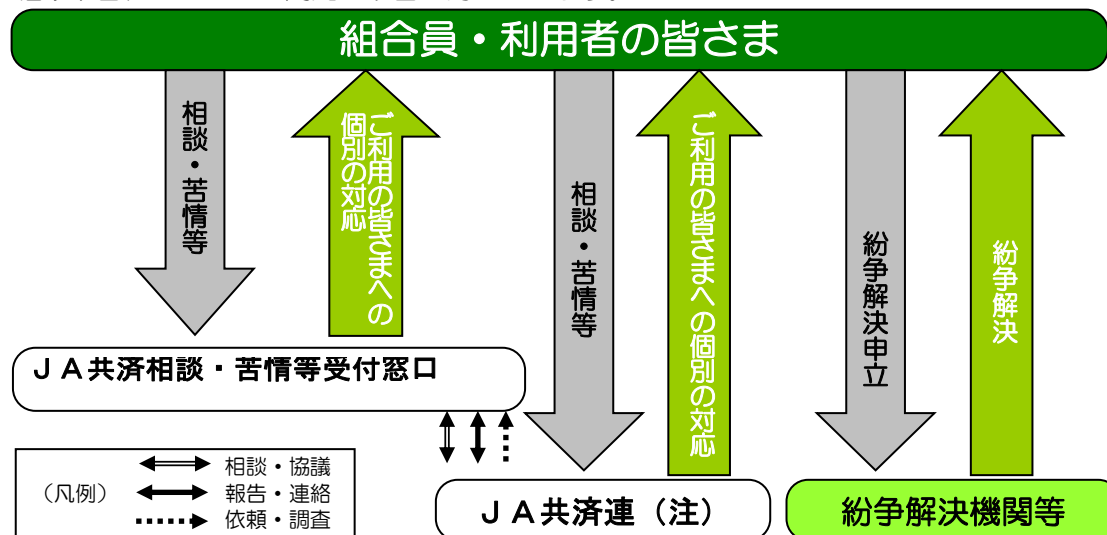 組合員・利用者の皆さま
相談・苦情等
ご利用の皆さまへの
個別の対応
相談・苦情等
ご利用の皆さまへの個別の対応
紛争解決申立
紛争解決
ＪＡ共済相談・苦情等受付窓口
（凡例）
相談・協議
報告・連絡
依頼・調査
ＪＡ共済連（注）
紛争解決機関等